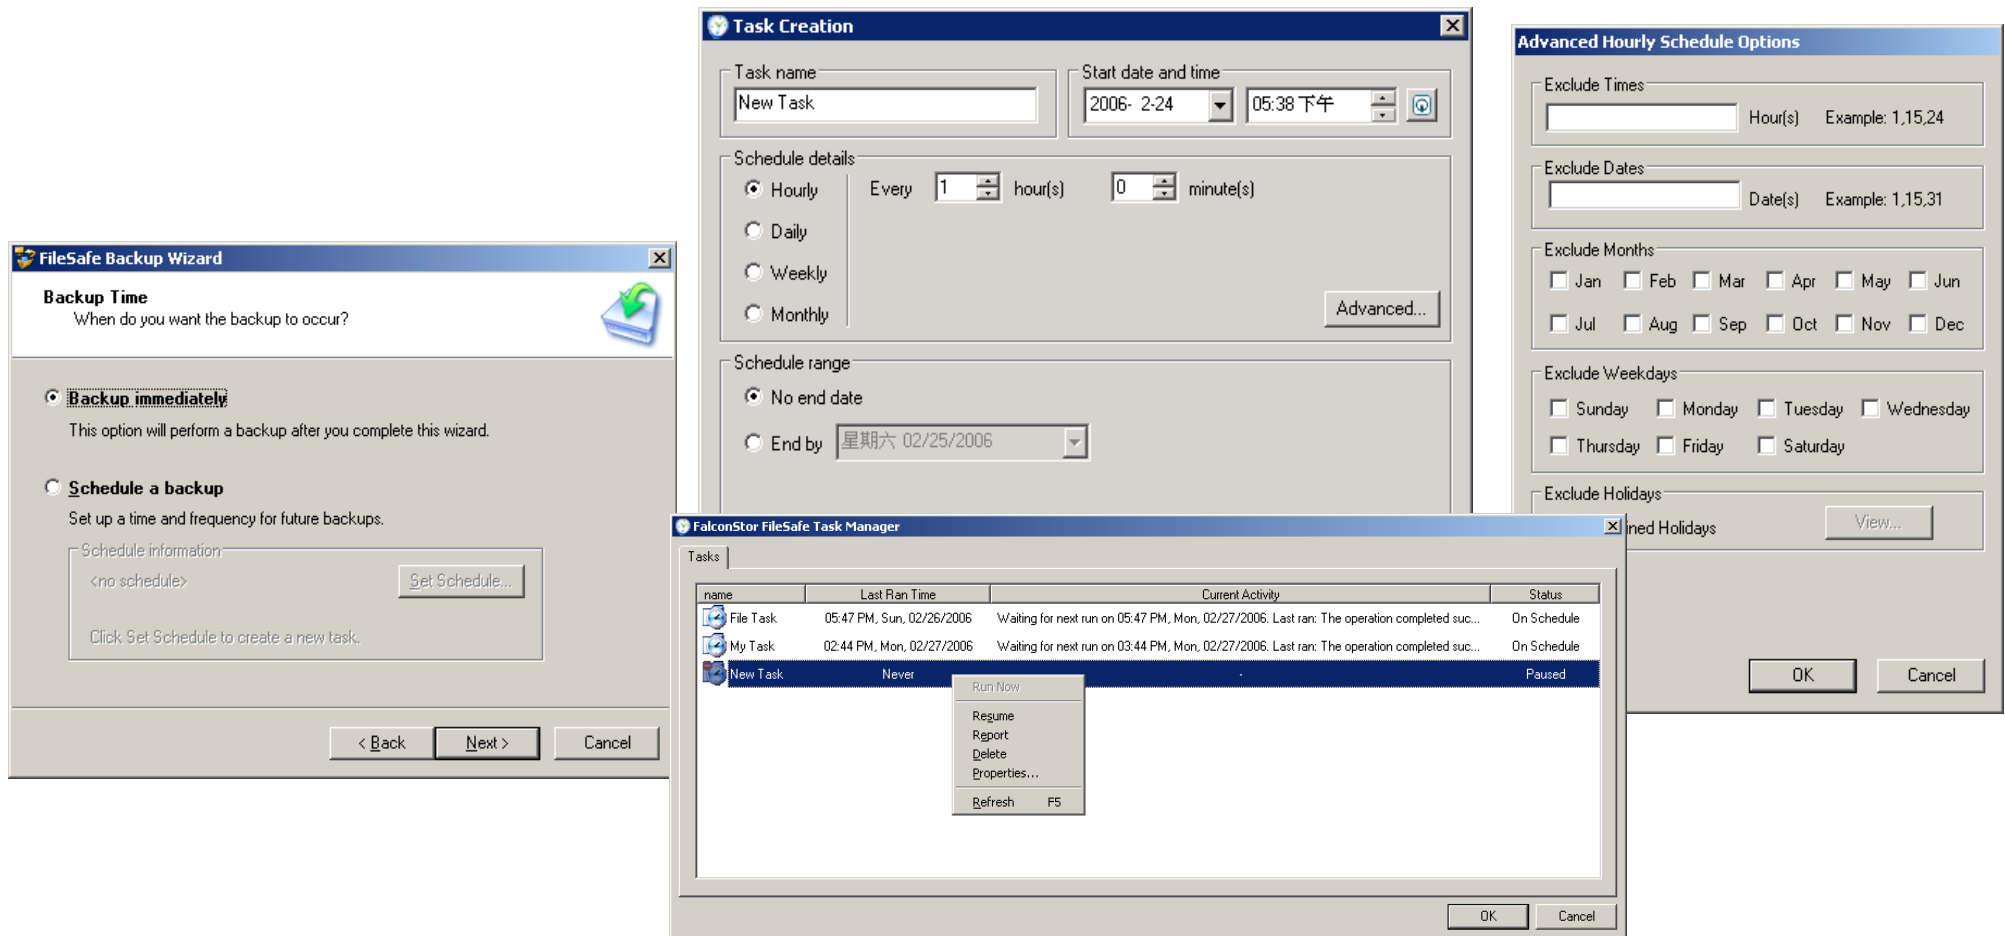 FileSafe Backup Wizard
Backup Time
When do you want the backup to occur?
Backup immediately
This option will perform a backup after you complete this wizard.
Schedule a backup
Set up a time and frequency for future backups.
Schedule information
<no schedule>
Set Schedule...
Click Set Schedule to create a new task.
< Back
Next >
Cancel
Task Creation
Task name
New Task
Start date and time
2006- 2-24
05:38 下午
Schedule details
Hourly
Every 1 hour(s) 0 minute(s)
Daily
Weekly
Monthly
Advanced...
Schedule range
No end date
End by 星期六 02/25/2006
Advanced Hourly Schedule Options
Exclude Times
Hour(s) Example: 1,15,24
Exclude Dates
Date(s) Example: 1,15,31
Exclude Months
Jan Feb Mar Apr May Jun
Jul Aug Sep Oct Nov Dec
Exclude Weekdays
Sunday Monday Tuesday Wednesday
Thursday Friday Saturday
Exclude Holidays
ined Holidays
View...
OK
Cancel
FalconStor FileSafe Task Manager
Tasks
name Last Ran Time Current Activity Status
File Task 05:47 PM, Sun, 02/26/2006 Waiting for next run on 05:47 PM, Mon, 02/27/2006. Last ran: The operation completed suc... On Schedule
My Task 02:44 PM, Mon, 02/27/2006 Waiting for next run on 03:44 PM, Mon, 02/27/2006. Last ran: The operation completed suc... On Schedule
New Task Never - Paused
Run Now
Resume
Report
Delete
Properties...
Refresh F5
OK
Cancel